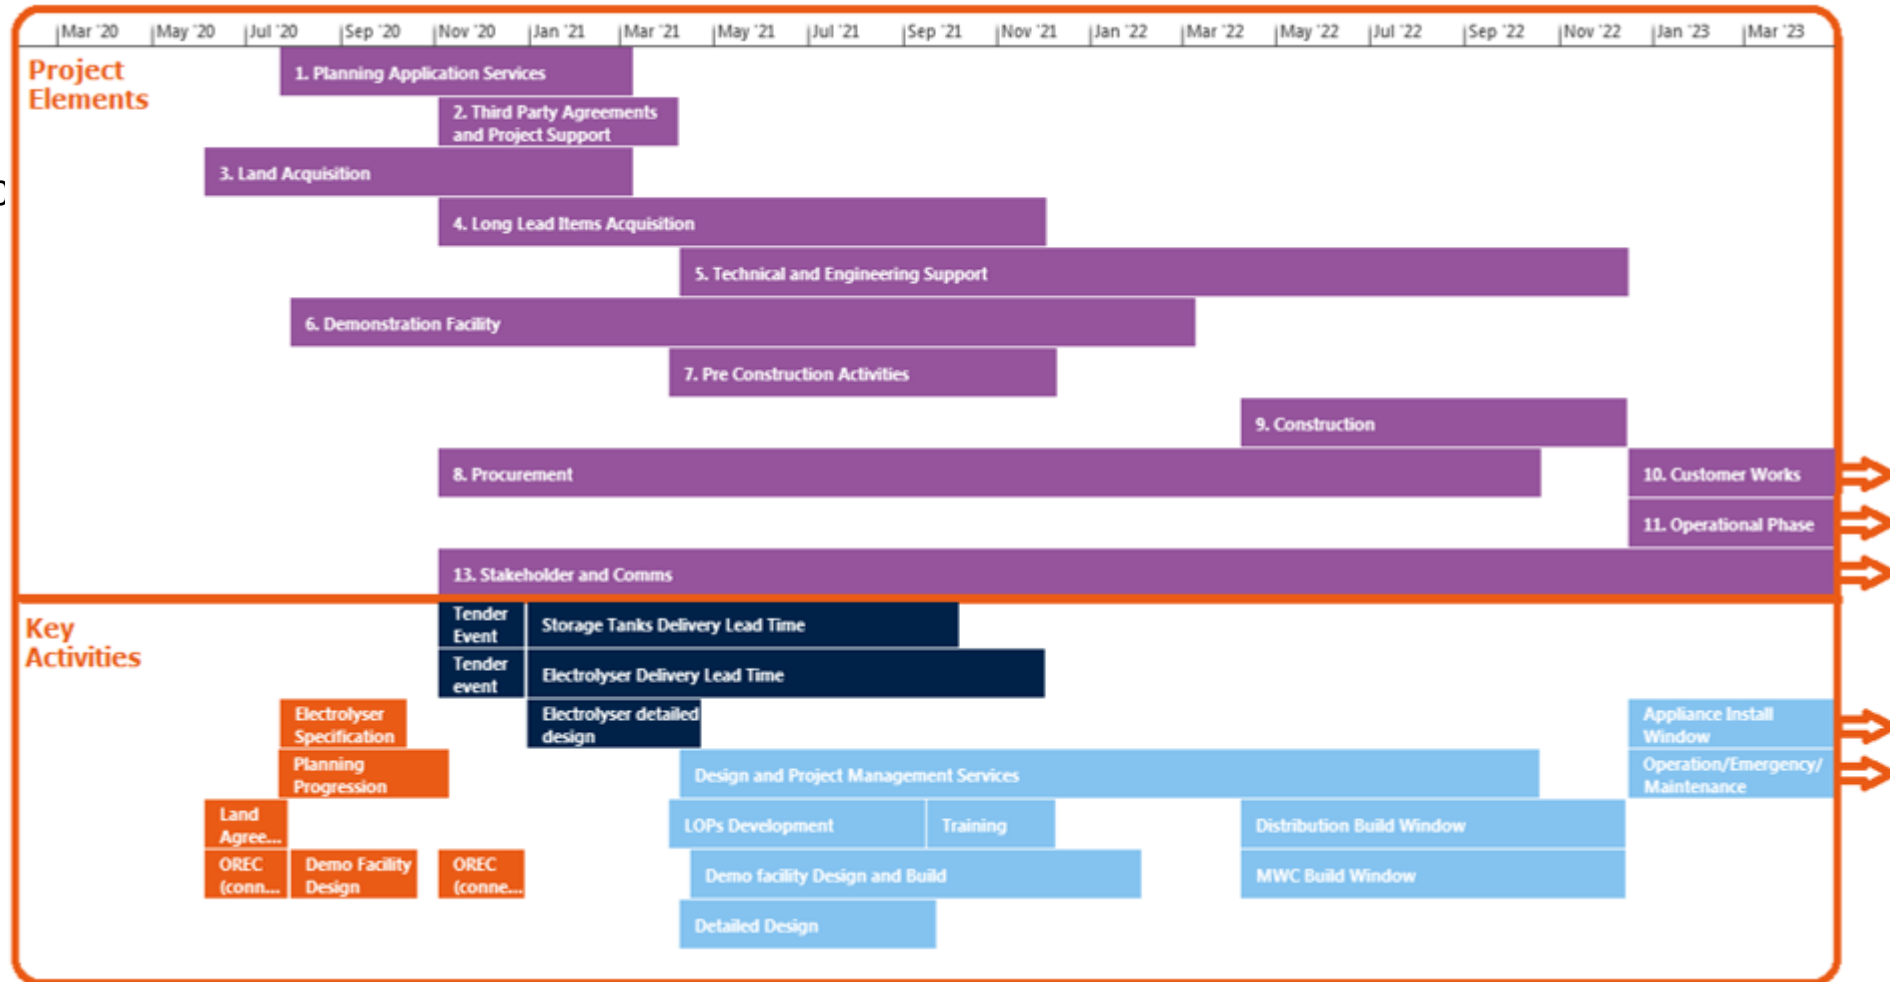 Mar '20 May '20 Jul '20 Sep '20 Nov '20 Jan '21 Mar '21 May '21 Jul '21 Sep '21 Nov '21 Jan '22 Mar '22 May '22 Jul '22 Sep '22 Nov '22 Jan '23 Mar '23
Project
Elements
1. Planning Application Services
2. Third Party Agreements
and Project Support
3. Land Acquisition
4. Long Lead Items Acquisition
5. Technical and Engineering Support
6. Demonstration Facility
7. Pre Construction Activities
9. Construction
8. Procurement
10. Customer Works
11. Operational Phase
13. Stakeholder and Comms
Key
Activities
Tender
Event
Storage Tanks Delivery Lead Time
Tender
event
Electrolyser Delivery Lead Time
Electrolyser
Specification
Electrolyser detailed
design
Appliance Install
Window
Planning
Progression
Design and Project Management Services
Operation/Emergency/
Maintenance
Land
Agree...
LOPs Development
Training
Distribution Build Window
OREC
(conn...
Demo Facility
Design
OREC
(conne...
Demo facility Design and Build
MWC Build Window
Detailed Design